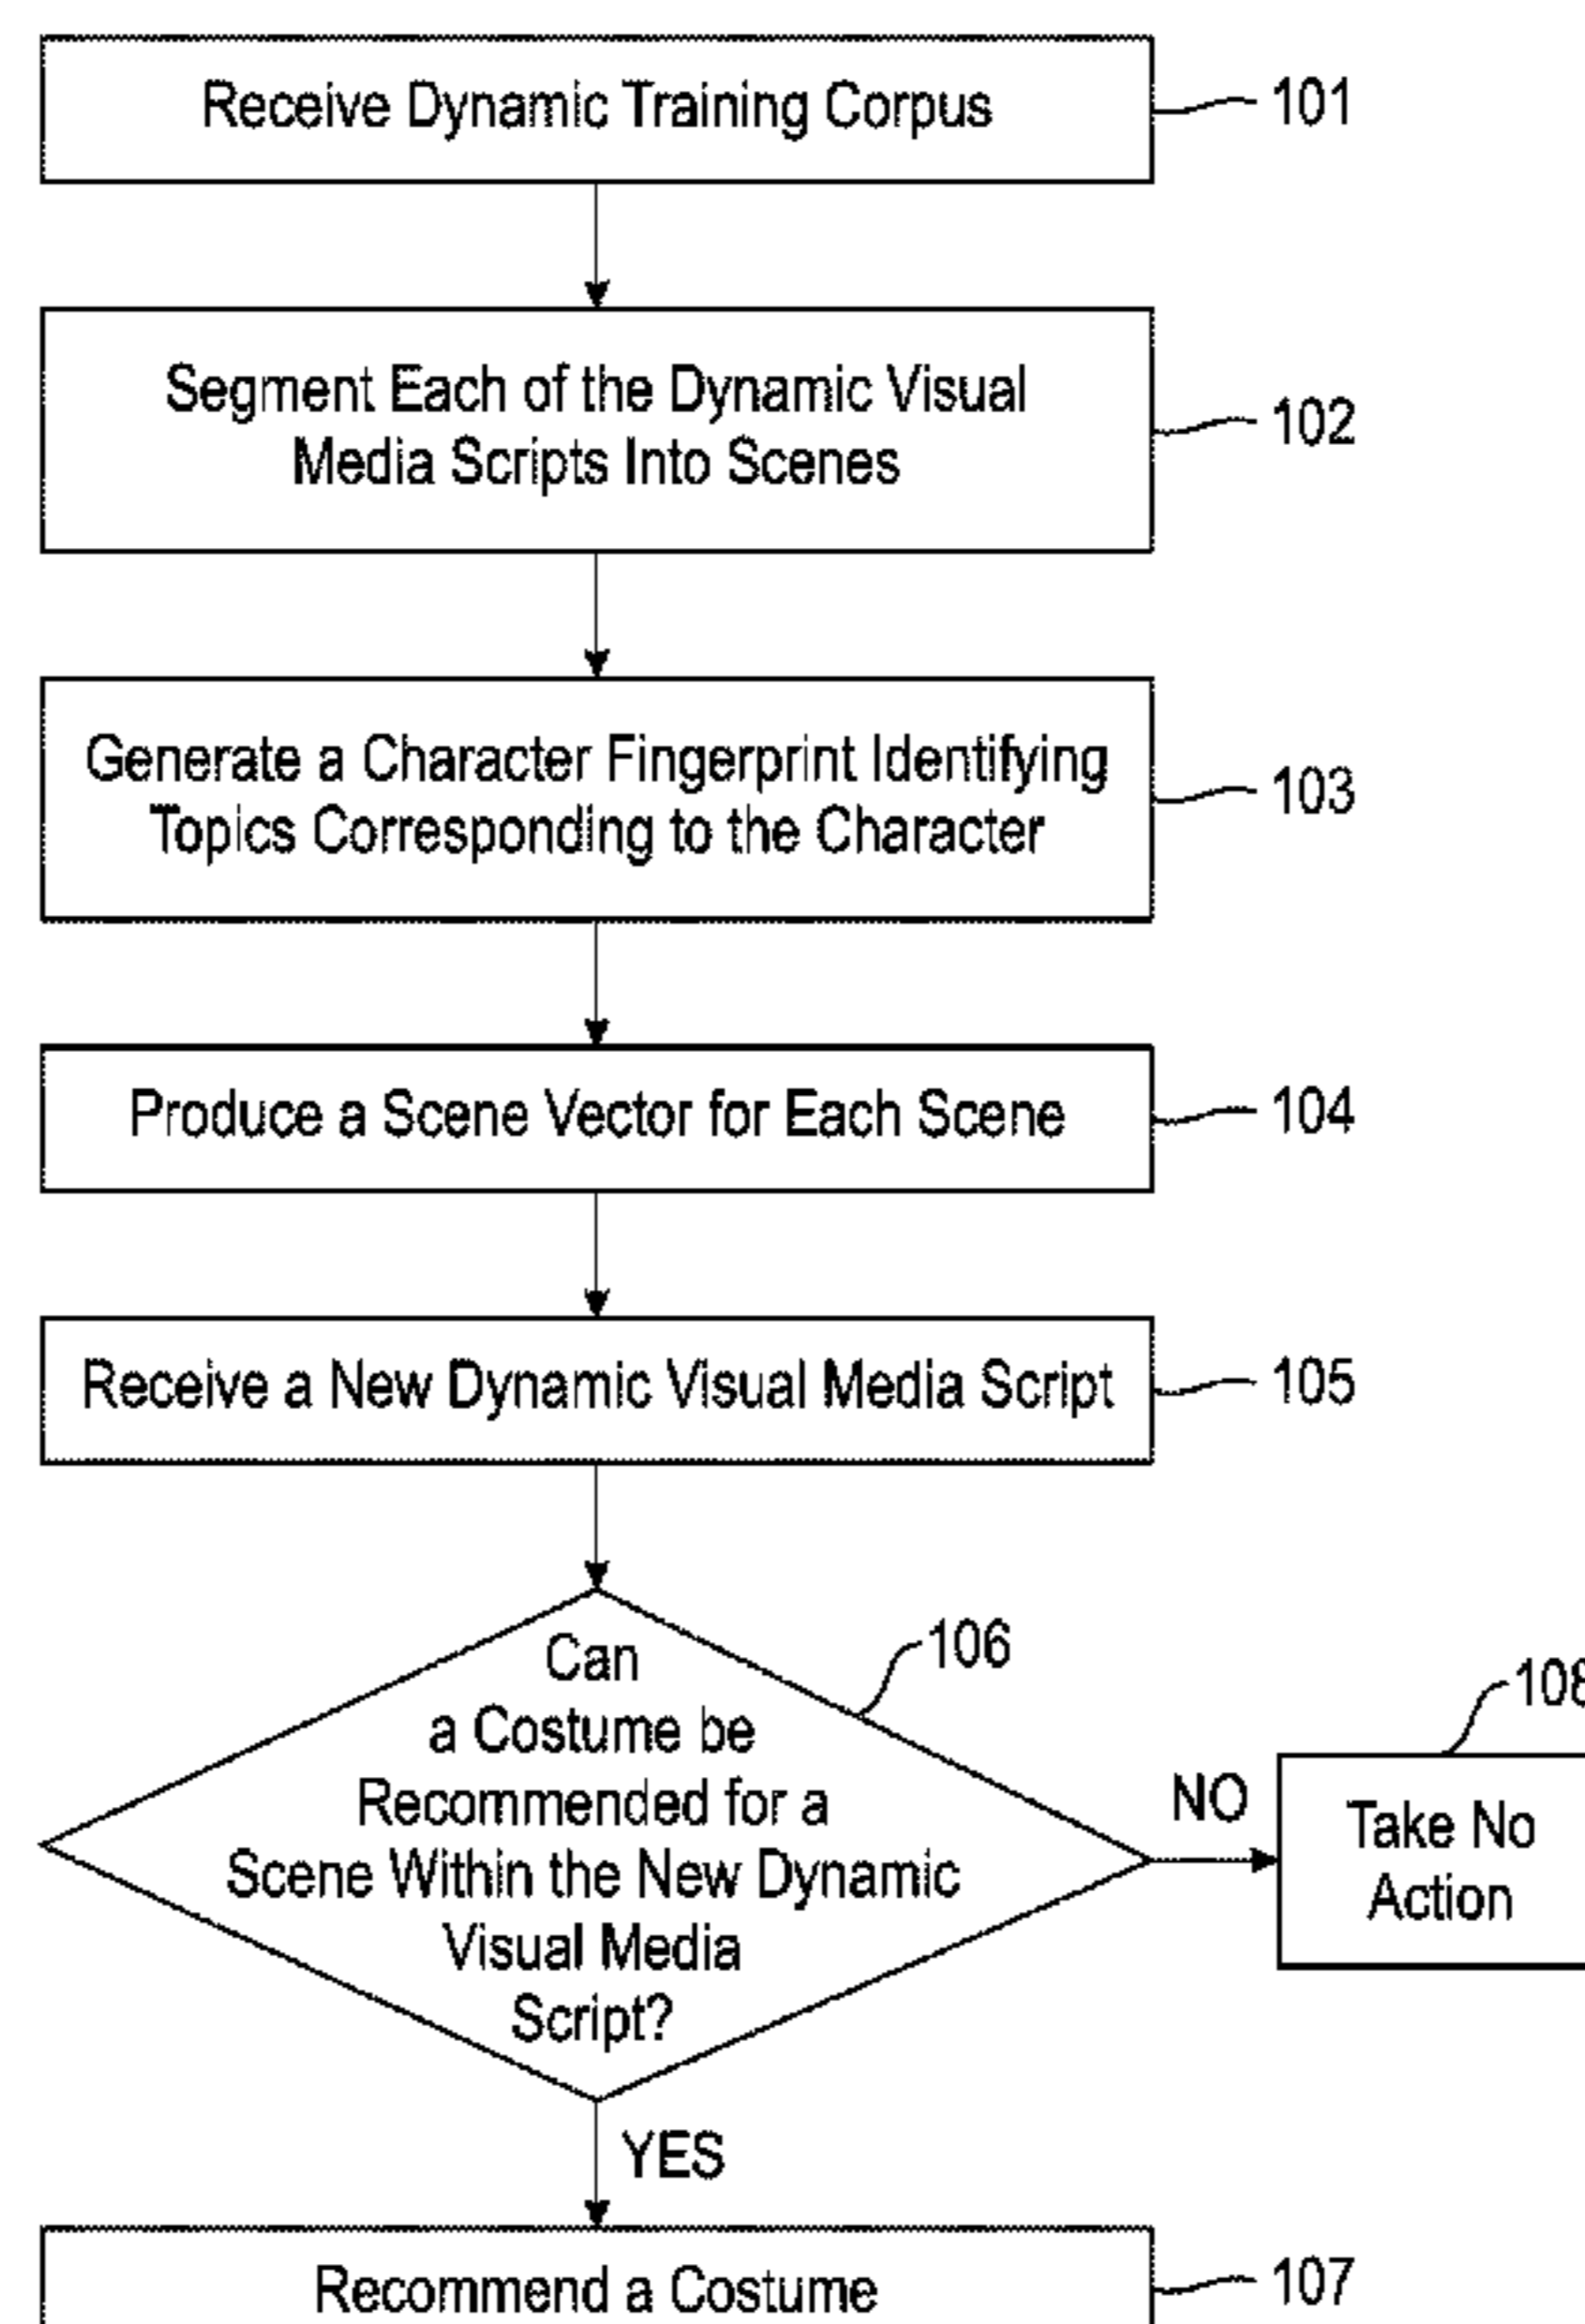 Receive Dynamic Training Corpus
101
Segment Each of the Dynamic Visual
Media Scripts Into Scenes
102
Generate a Character Fingerprint Identifying
Topics Corresponding to the Character
103
Produce a Scene Vector for Each Scene
104
Receive a New Dynamic Visual Media Script
105
Can
a Costume be
Recommended for a
Scene Within the New Dynamic
Visual Media
Script?
106
NO
108
Take No
Action
YES
Recommend a Costume
107